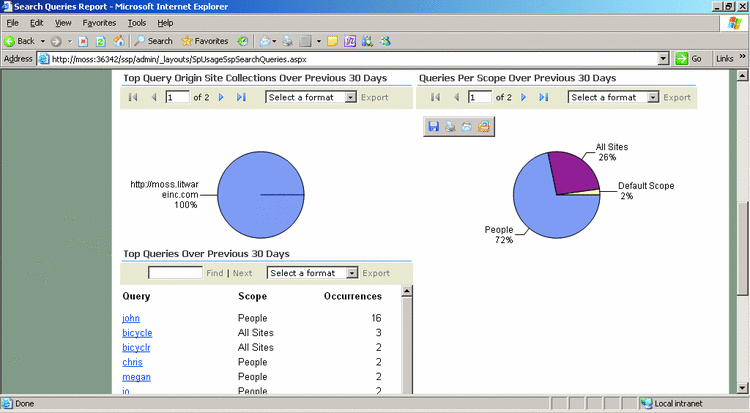 Search Queries Report - Microsoft Internet Explorer
File Edit View Favorites Tools Help
Back Search Favorites
Address http://moss:36342/ssp/admin/_layouts/SpUsageSspSearchQueries.aspx Go Links »
Top Query Origin Site Collections Over Previous 30 Days
1 of 2 Select a format Export
http://moss.litwar
einc.com
100%
Queries Per Scope Over Previous 30 Days
1 of 2 Select a format Export
All Sites
26%
Default Scope
2%
People
72%
Top Queries Over Previous 30 Days
Find | Next Select a format Export
Query Scope Occurrences
john People 16
bicycle All Sites 3
bicyclr All Sites 2
chris People 2
megan People 2
jo People 2
Done Local intranet